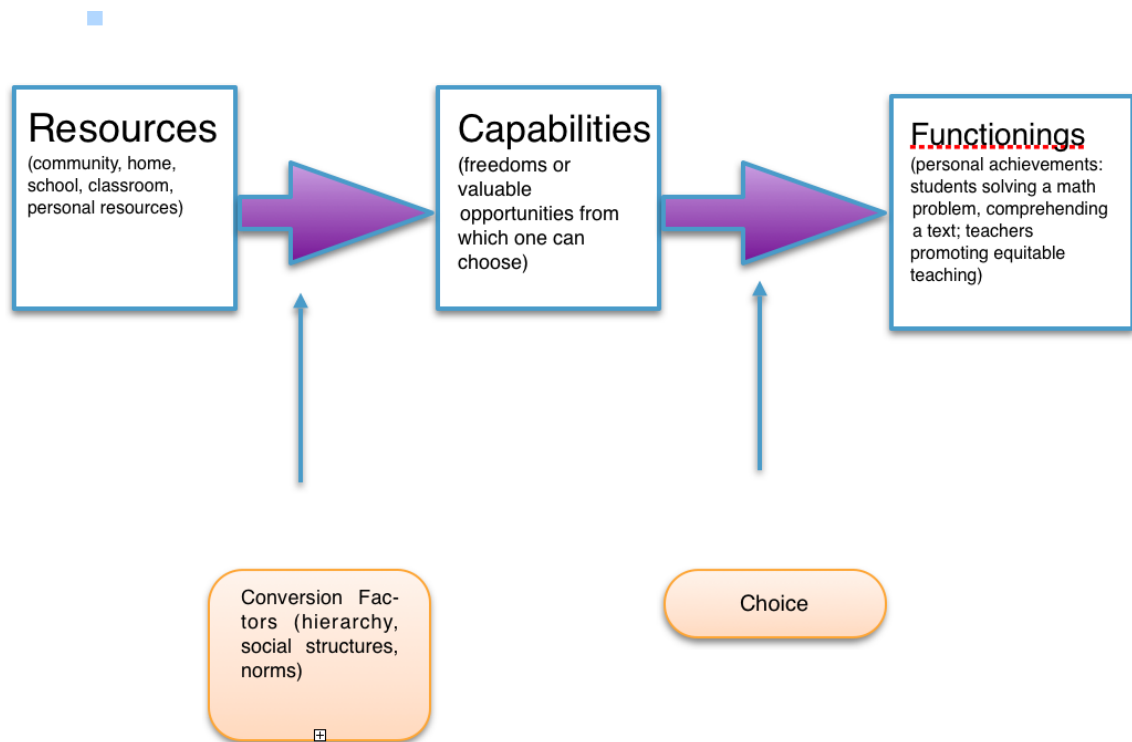 Resources
(community, home,
school, classroom,
personal resources)
Capabilities
(freedoms or
valuable
opportunities from
which one can
choose)
Functionings
(personal achievements:
students solving a math
problem, comprehending
a text; teachers
promoting equitable
teaching)
Conversion Fac-
tors (hierarchy,
social structures,
norms)
Choice